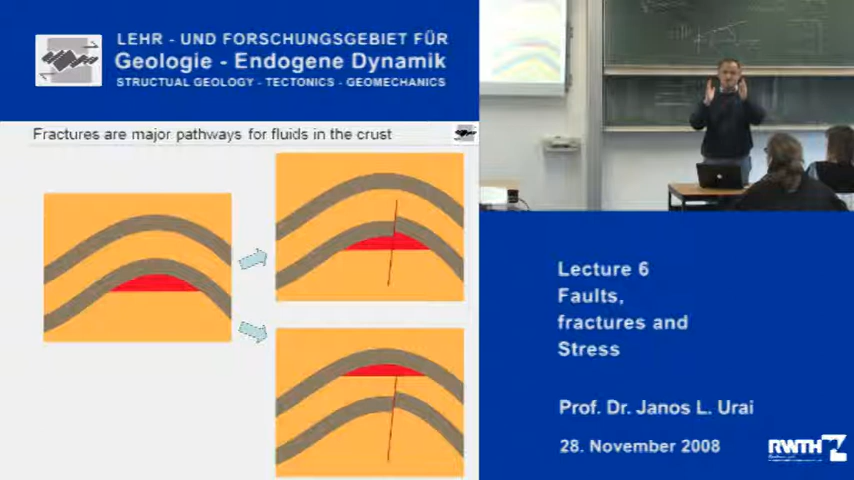 LEHR - UND FORSCHUNGSGEBIET FÜR
Geologie - Endogene Dynamik
STRUCTUAL GEOLOGY - TECTONICS - GEOMECHANICS
Fractures are major pathways for fluids in the crust
Lecture 6
Faults,
fractures and
Stress
Prof. Dr. Janos L. Urai
28. November 2008
RWTH